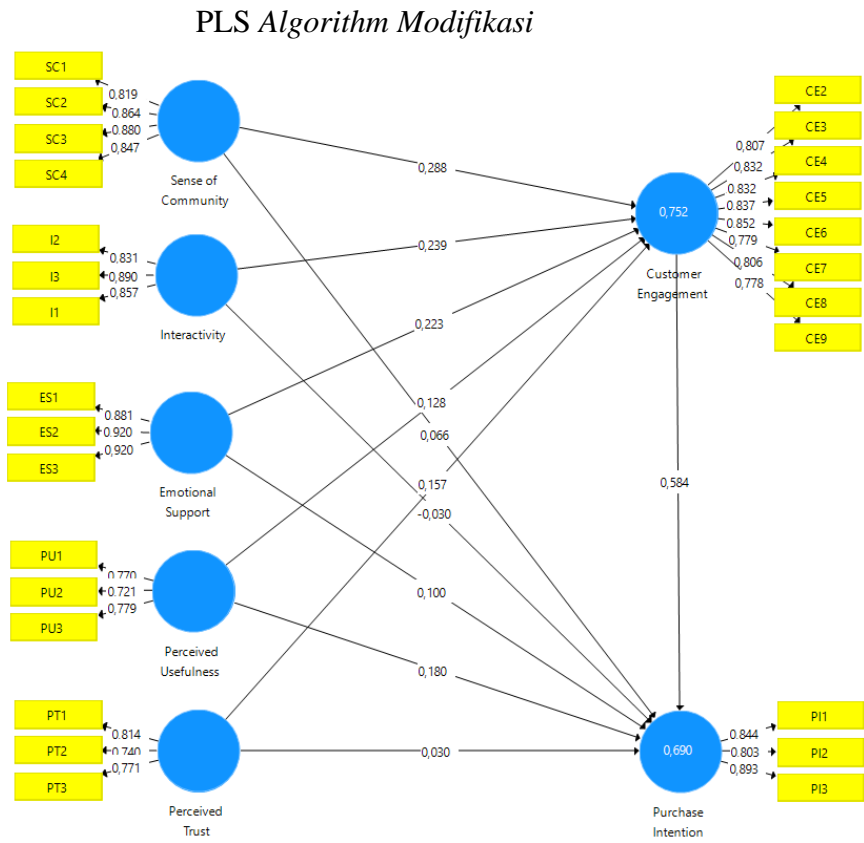 PLS Algorithm Modifikasi
SC1
SC2
SC3
SC4
0,819
0.864
0.880
0,847
Sense of
Community
I2
I3
I1
0,831
0,890
0,857
Interactivity
ES1
ES2
ES3
0.881
0.920
0,920
Emotional
Support
PU1
PU2
PU3
0.770
0.721
0,779
Perceived
Usefulness
PT1
PT2
PT3
0.814
0.740
0,771
Perceived
Trust
0,288
0,239
0,223
0,128
0,066
0,157
-0,030
0,100
0,180
0,030
0,584
0,752
Customer
Engagement
0,807
0,832
0.832
0.837
0.852
0,779
0,806
0,778
CE2
CE3
CE4
CE5
CE6
CE7
CE8
CE9
0,690
Purchase
Intention
0.844
0.803
0,893
PI1
PI2
PI3